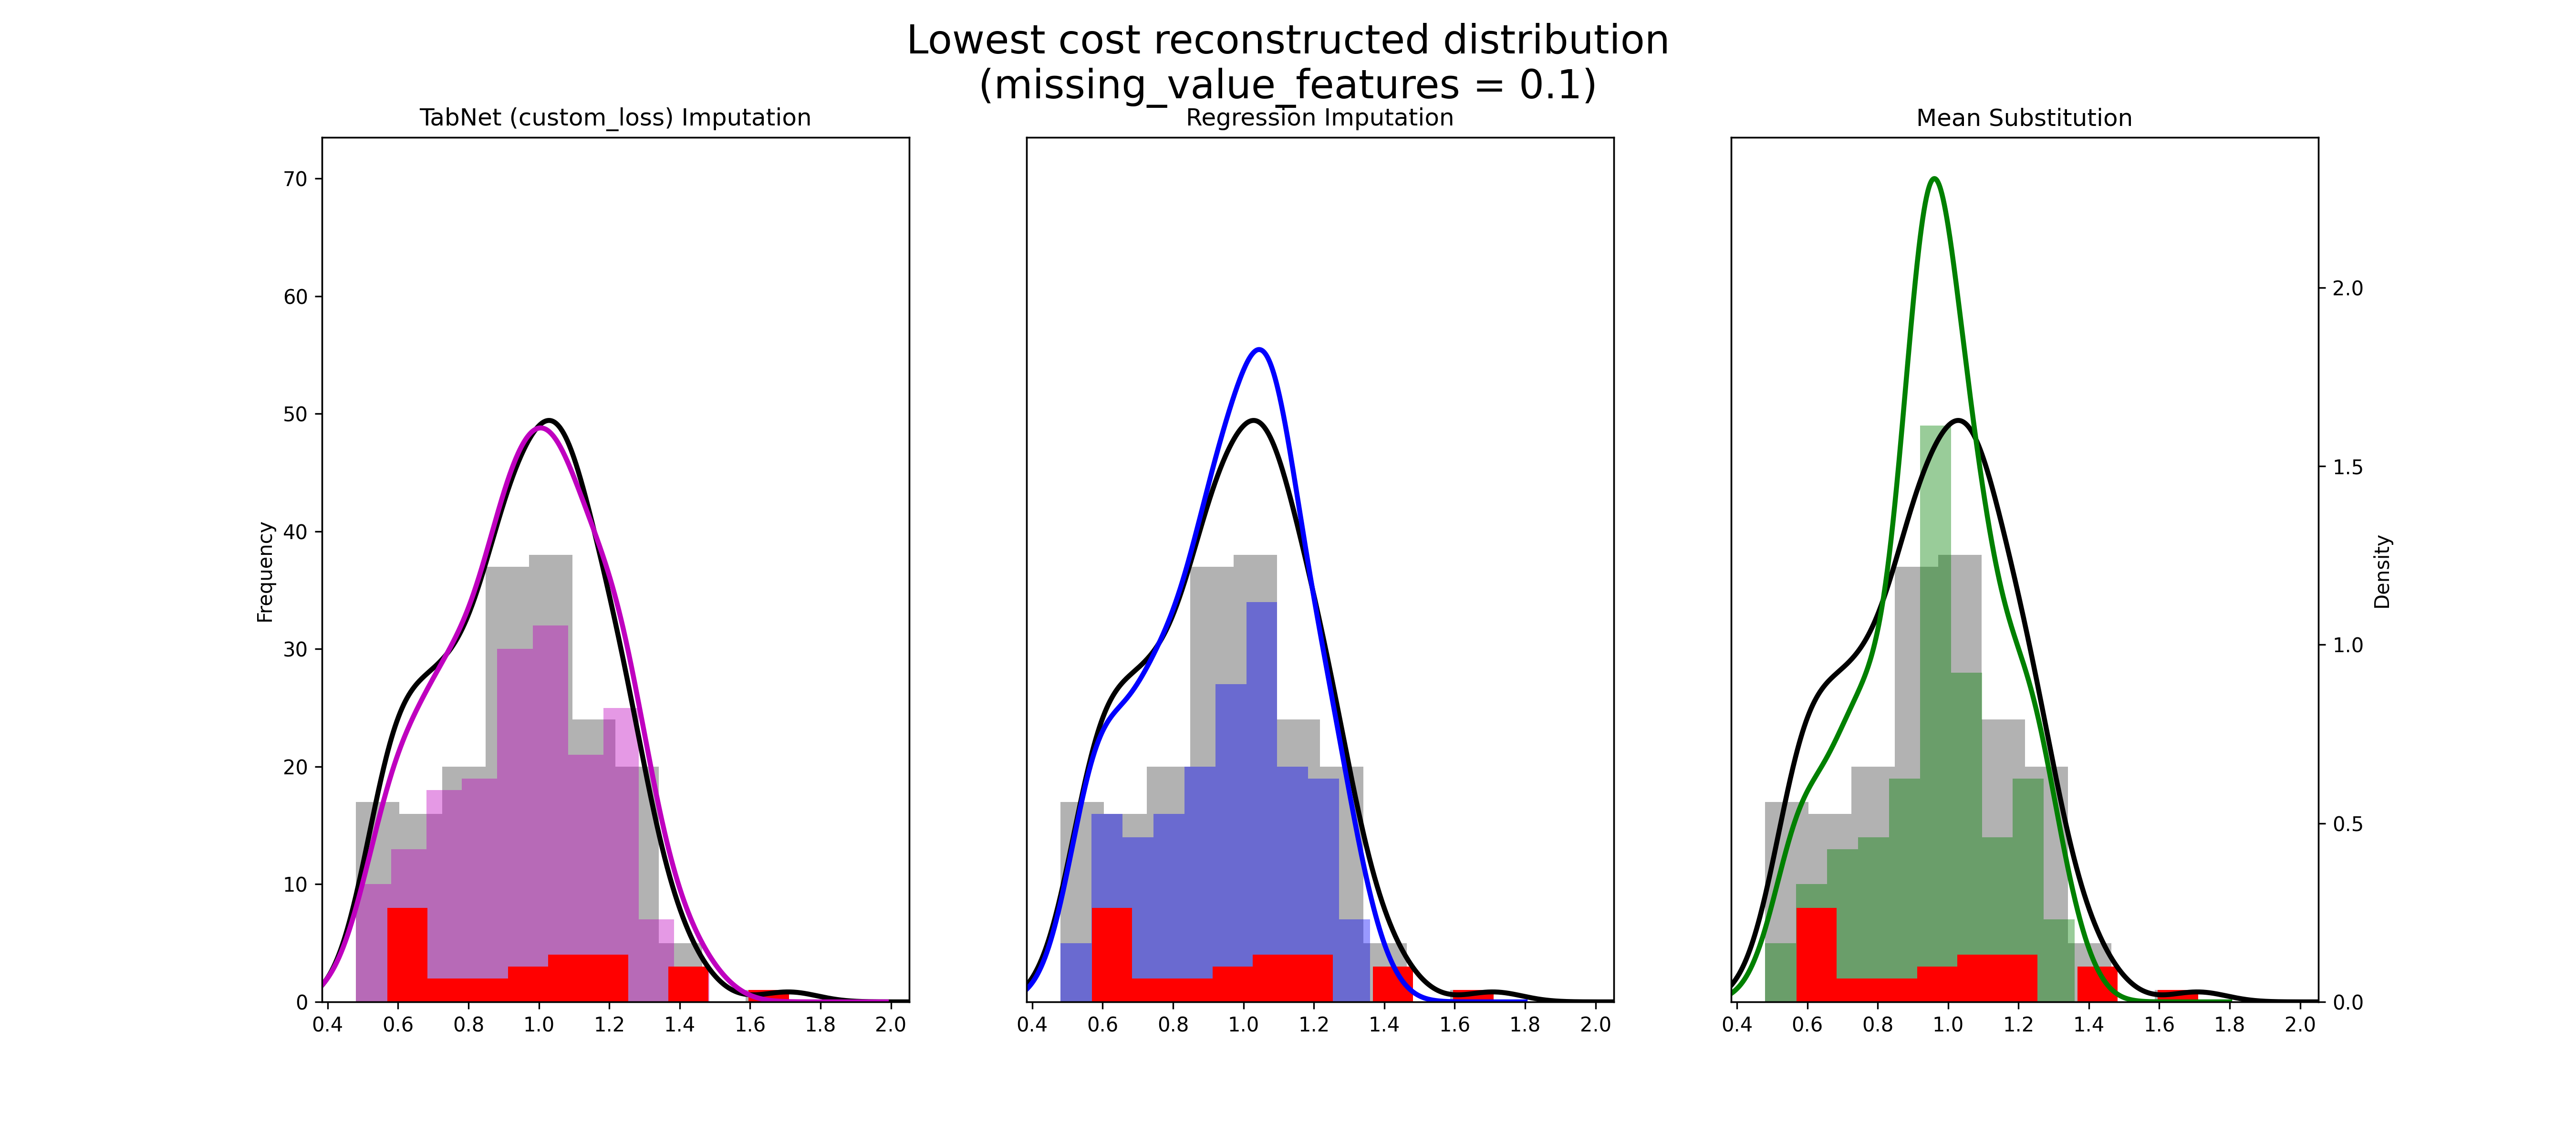 Lowest cost reconstructed distribution
(missing_value_features = 0.1)
TabNet (custom_loss) Imputation
Regression Imputation
Mean Substitution
70
60
50
40
30
20
10
0
Frequency
0.4 0.6 0.8 1.0 1.2 1.4 1.6 1.8 2.0
0.4 0.6 0.8 1.0 1.2 1.4 1.6 1.8 2.0
0.4 0.6 0.8 1.0 1.2 1.4 1.6 1.8 2.0
2.0
1.5
1.0
0.5
0.0
Density